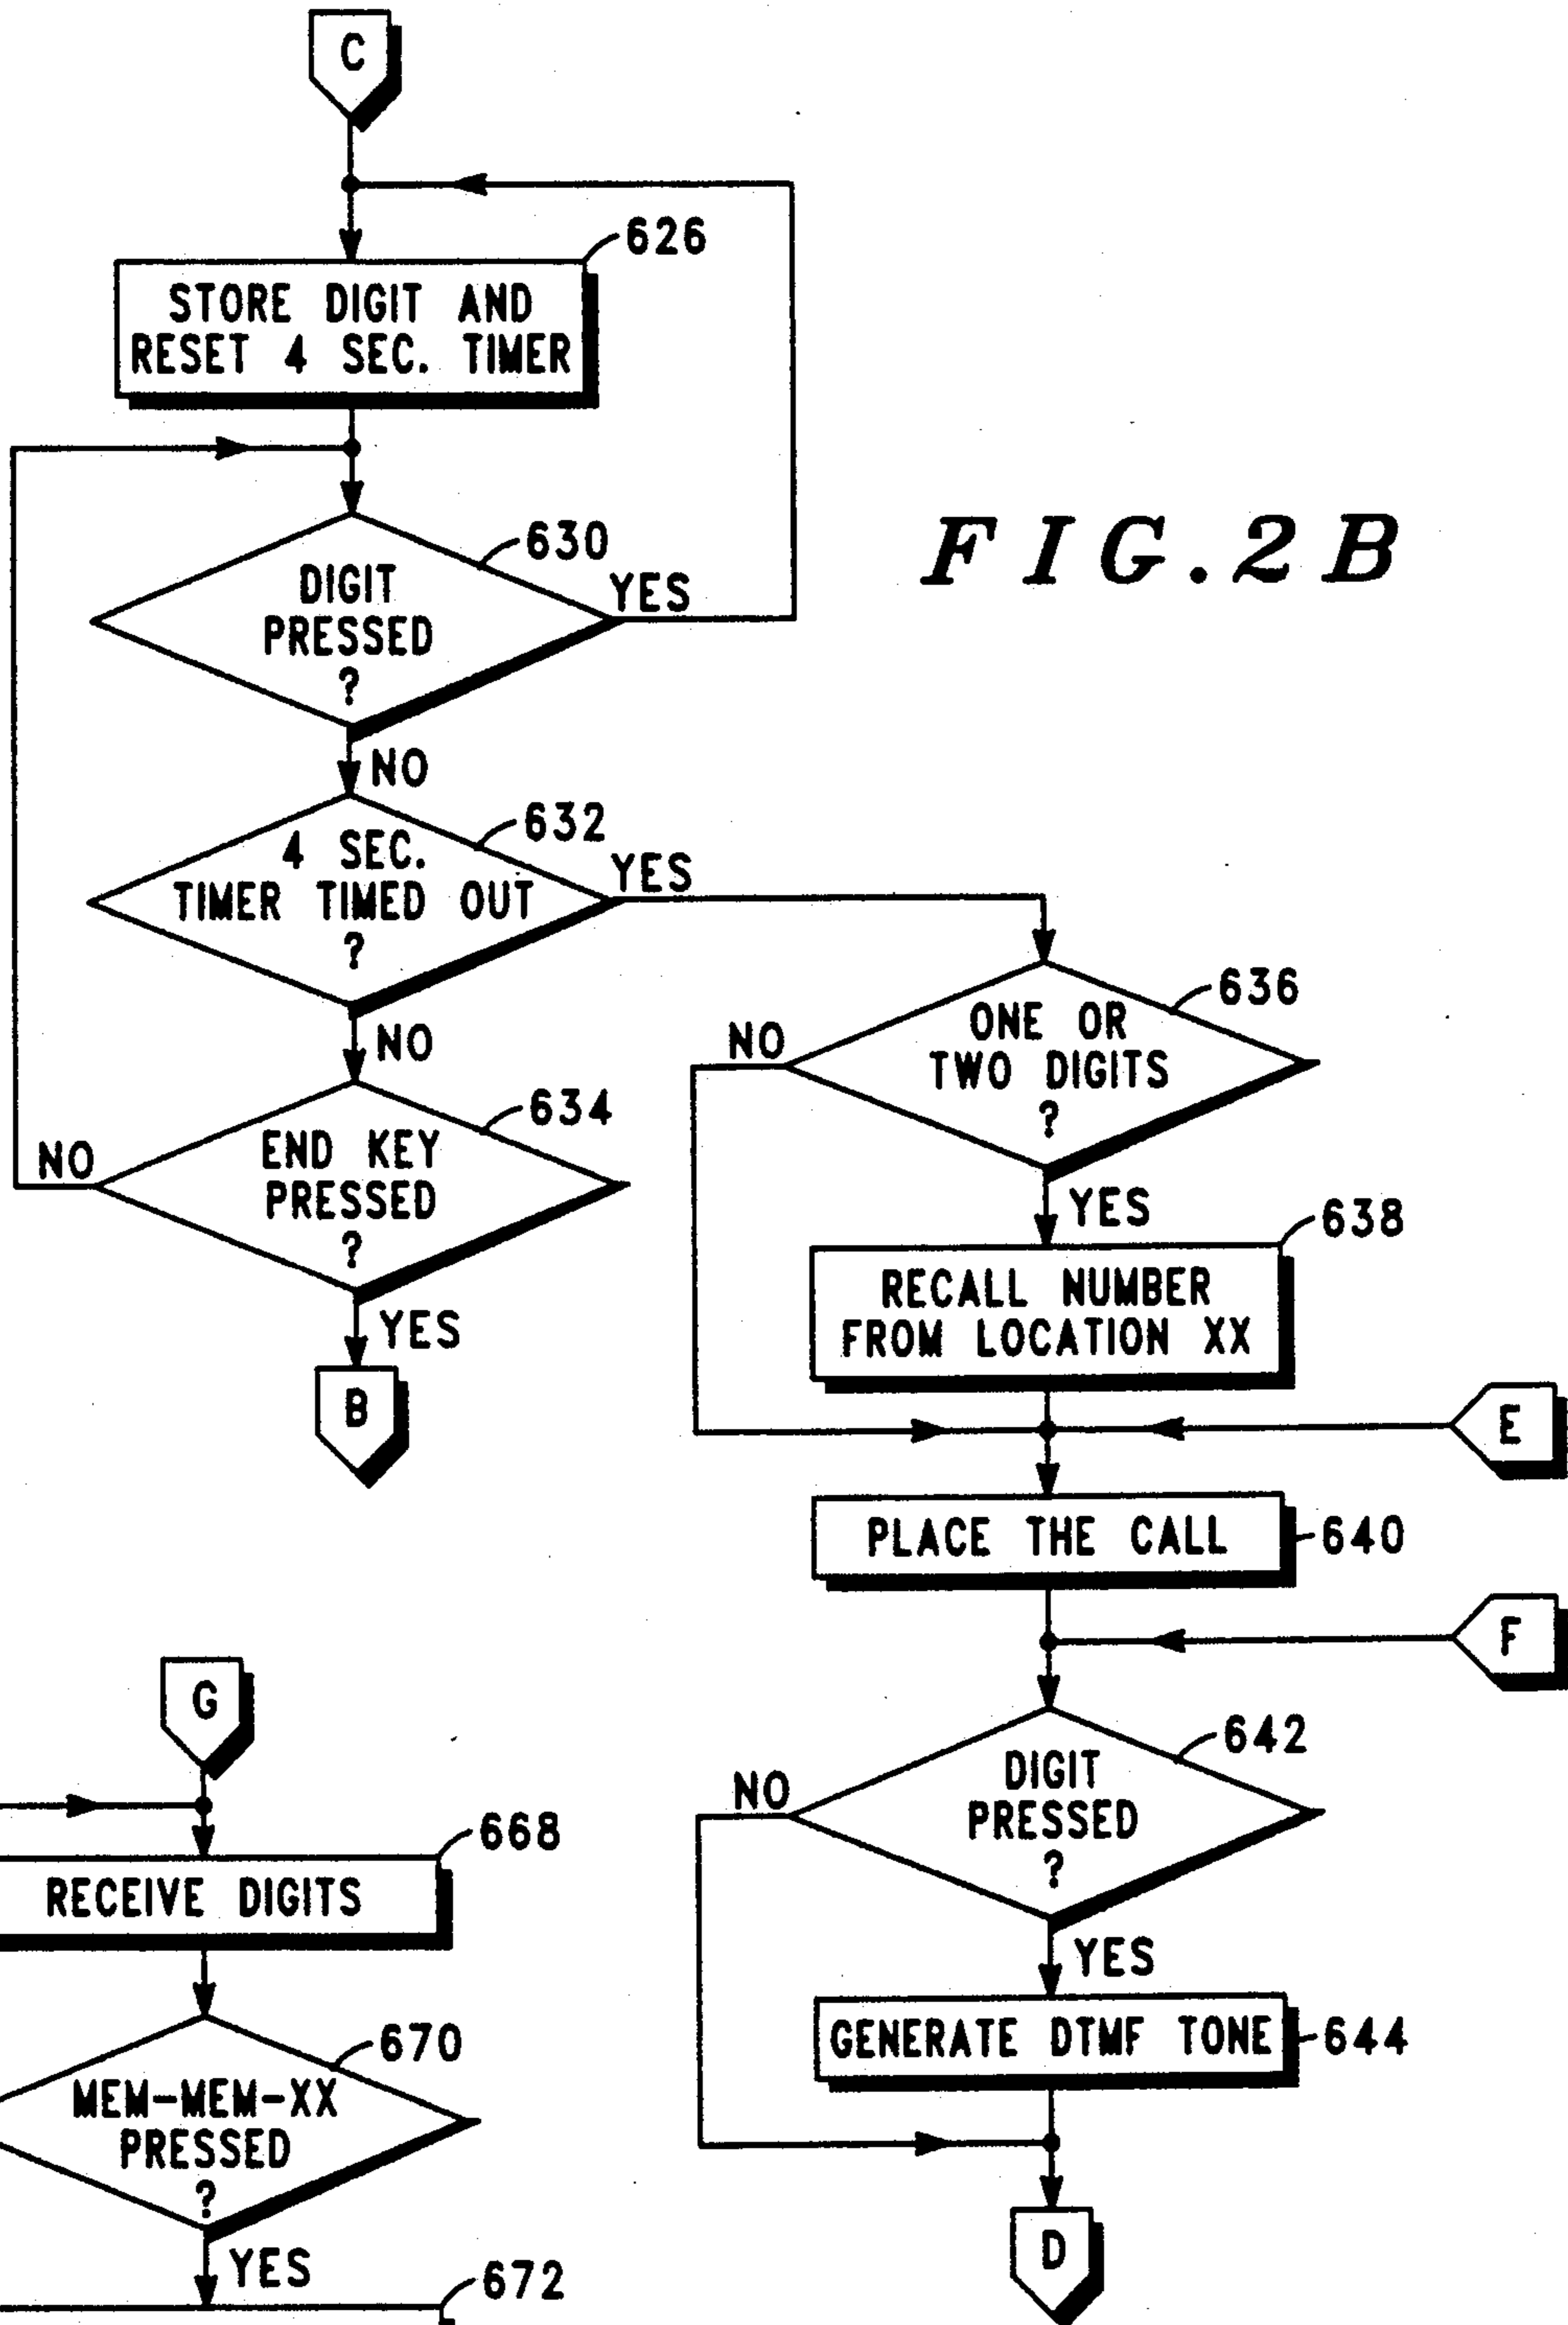 C
626
STORE DIGIT AND
RESET 4 SEC. TIMER
FIG. 2B
630
DIGIT
PRESSED
?
YES
NO
632
4 SEC.
TIMER TIMED OUT
?
YES
NO
634
END KEY
PRESSED
?
NO
YES
B
636
ONE OR
TWO DIGITS
?
NO
YES
638
RECALL NUMBER
FROM LOCATION XX
E
PLACE THE CALL
640
F
642
DIGIT
PRESSED
?
NO
YES
GENERATE DTMF TONE
644
D
G
668
RECEIVE DIGITS
670
MEM-MEM-XX
PRESSED
?
YES
672